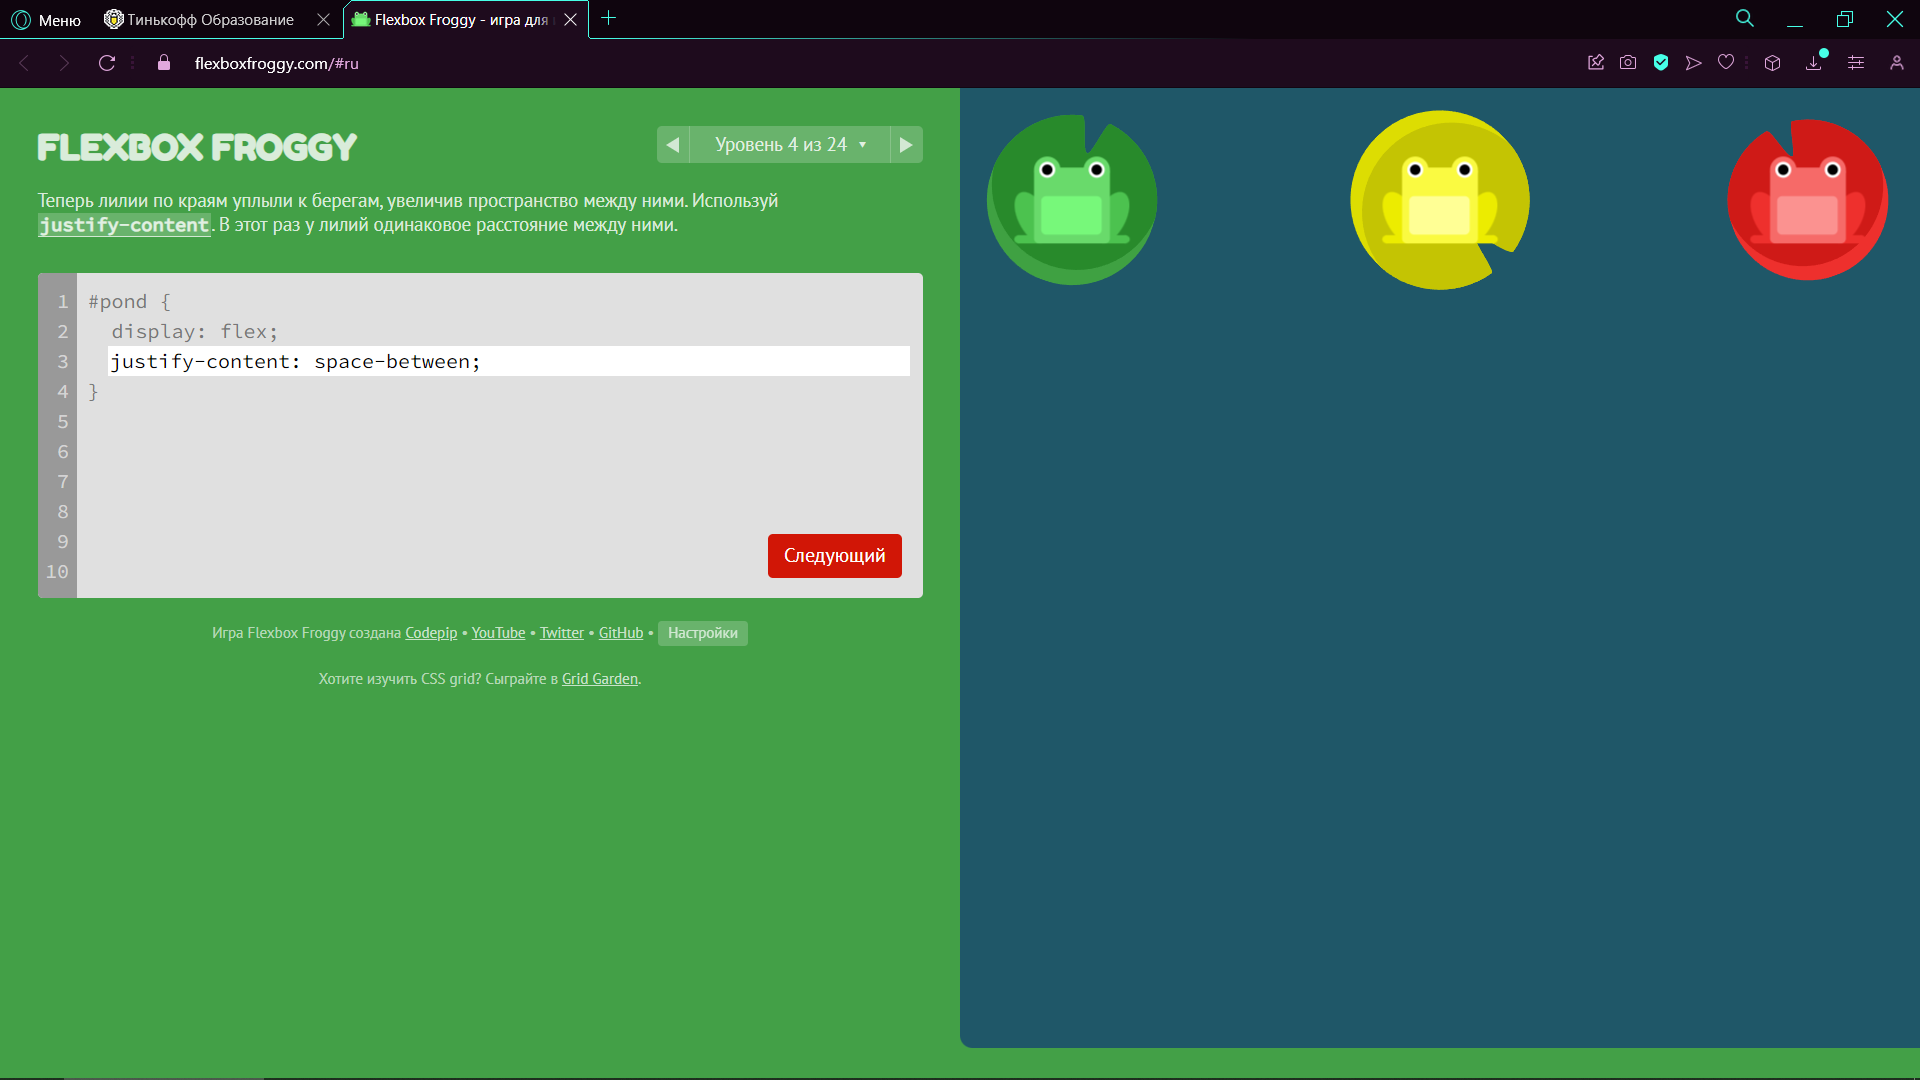 Меню
Тинькофф Образование
Flexbox Froggy - игра для
flexboxfroggy.com/#ru
FLEXBOX FROGGY
Уровень 4 из 24
Теперь лилии по краям уплыли к берегам, увеличив пространство между ними. Используй
justify-content. В этот раз у лилий одинаковое расстояние между ними.
1 #pond {
2 display: flex;
3 justify-content: space-between;
4 }
5
6
7
8
9
10
Следующий
Игра Flexbox Froggy создана Codepip • YouTube • Twitter • GitHub • Настройки
Хотите изучить CSS grid? Сыграйте в Grid Garden.